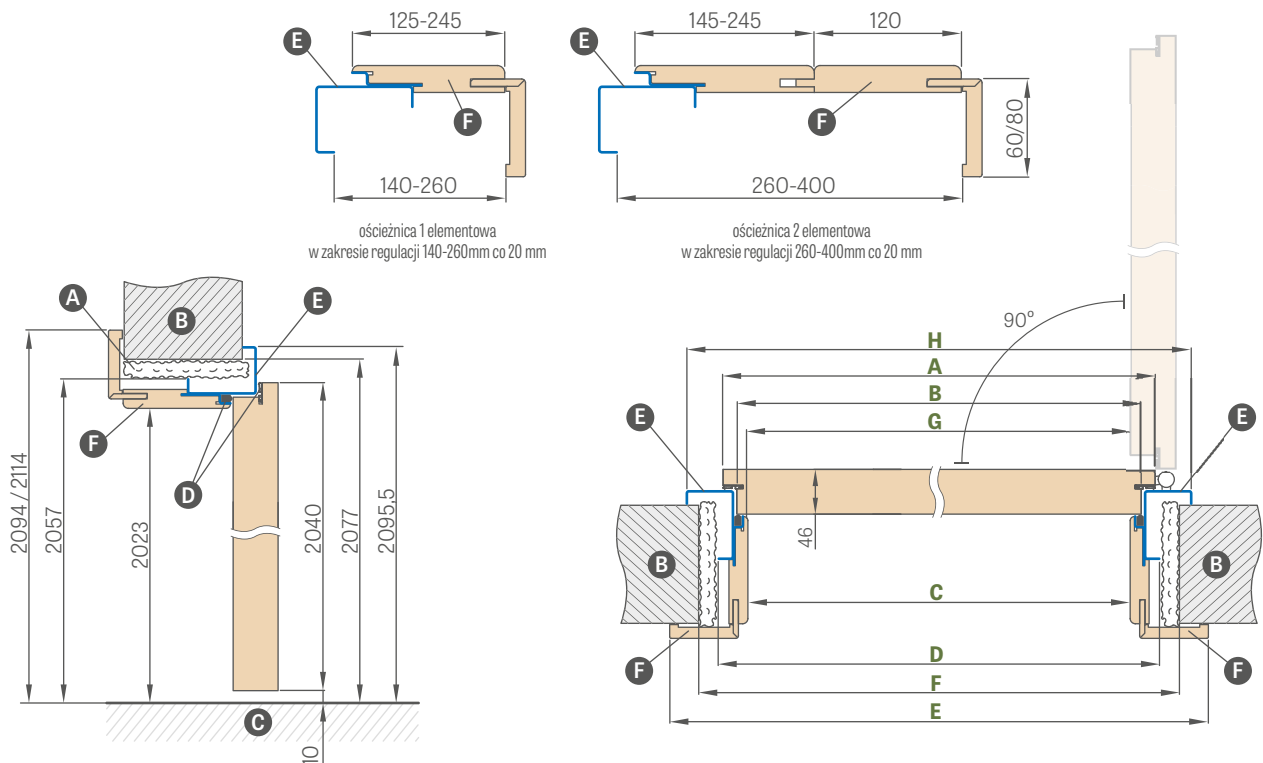 125-245
E
F
140-260
ościeżnica 1 elementowa
w zakresie regulacji 140-260mm co 20 mm
145-245
120
E
F
60/80
260-400
ościeżnica 2 elementowa
w zakresie regulacji 260-400mm co 20 mm
A
B
E
F
D
2094 / 2114
2057
2023
2040
2077
2095,5
C
10
90°
H
A
B
G
E
E
46
B
B
C
F
D
F
F
E